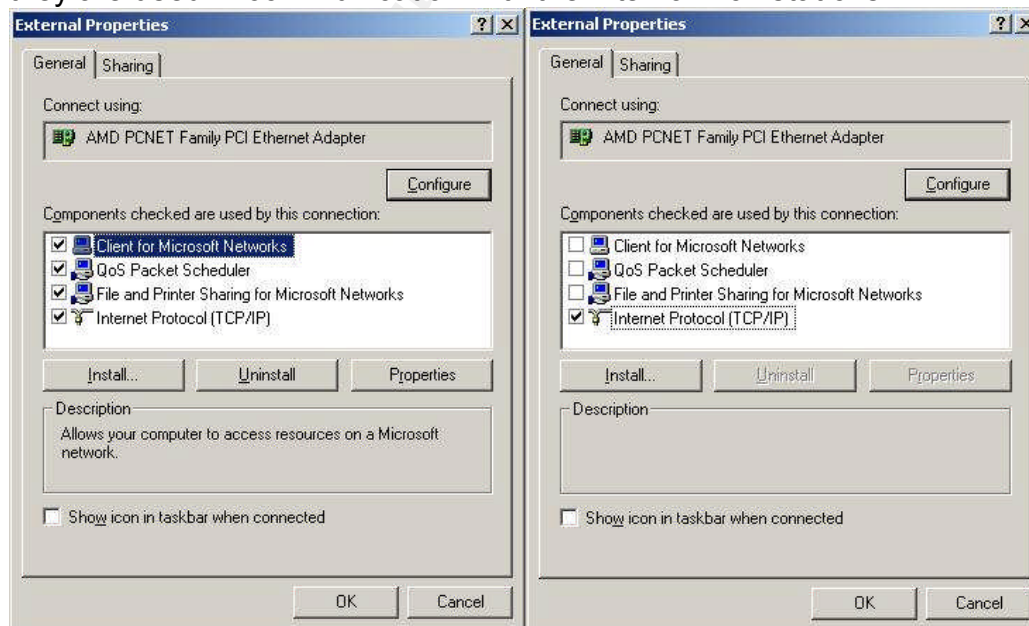 External Properties
General Sharing
Connect using:
AMD PCNET Family PCI Ethernet Adapter
Configure
Components checked are used by this connection:
Client for Microsoft Networks
QoS Packet Scheduler
File and Printer Sharing for Microsoft Networks
Internet Protocol (TCP/IP)
Install... Uninstall Properties
Description
Allows your computer to access resources on a Microsoft
network.
Show icon in taskbar when connected
OK Cancel
External Properties
General Sharing
Connect using:
AMD PCNET Family PCI Ethernet Adapter
Configure
Components checked are used by this connection:
Client for Microsoft Networks
QoS Packet Scheduler
File and Printer Sharing for Microsoft Networks
Internet Protocol (TCP/IP)
Install... Uninstall Properties
Description
Show icon in taskbar when connected
OK Cancel